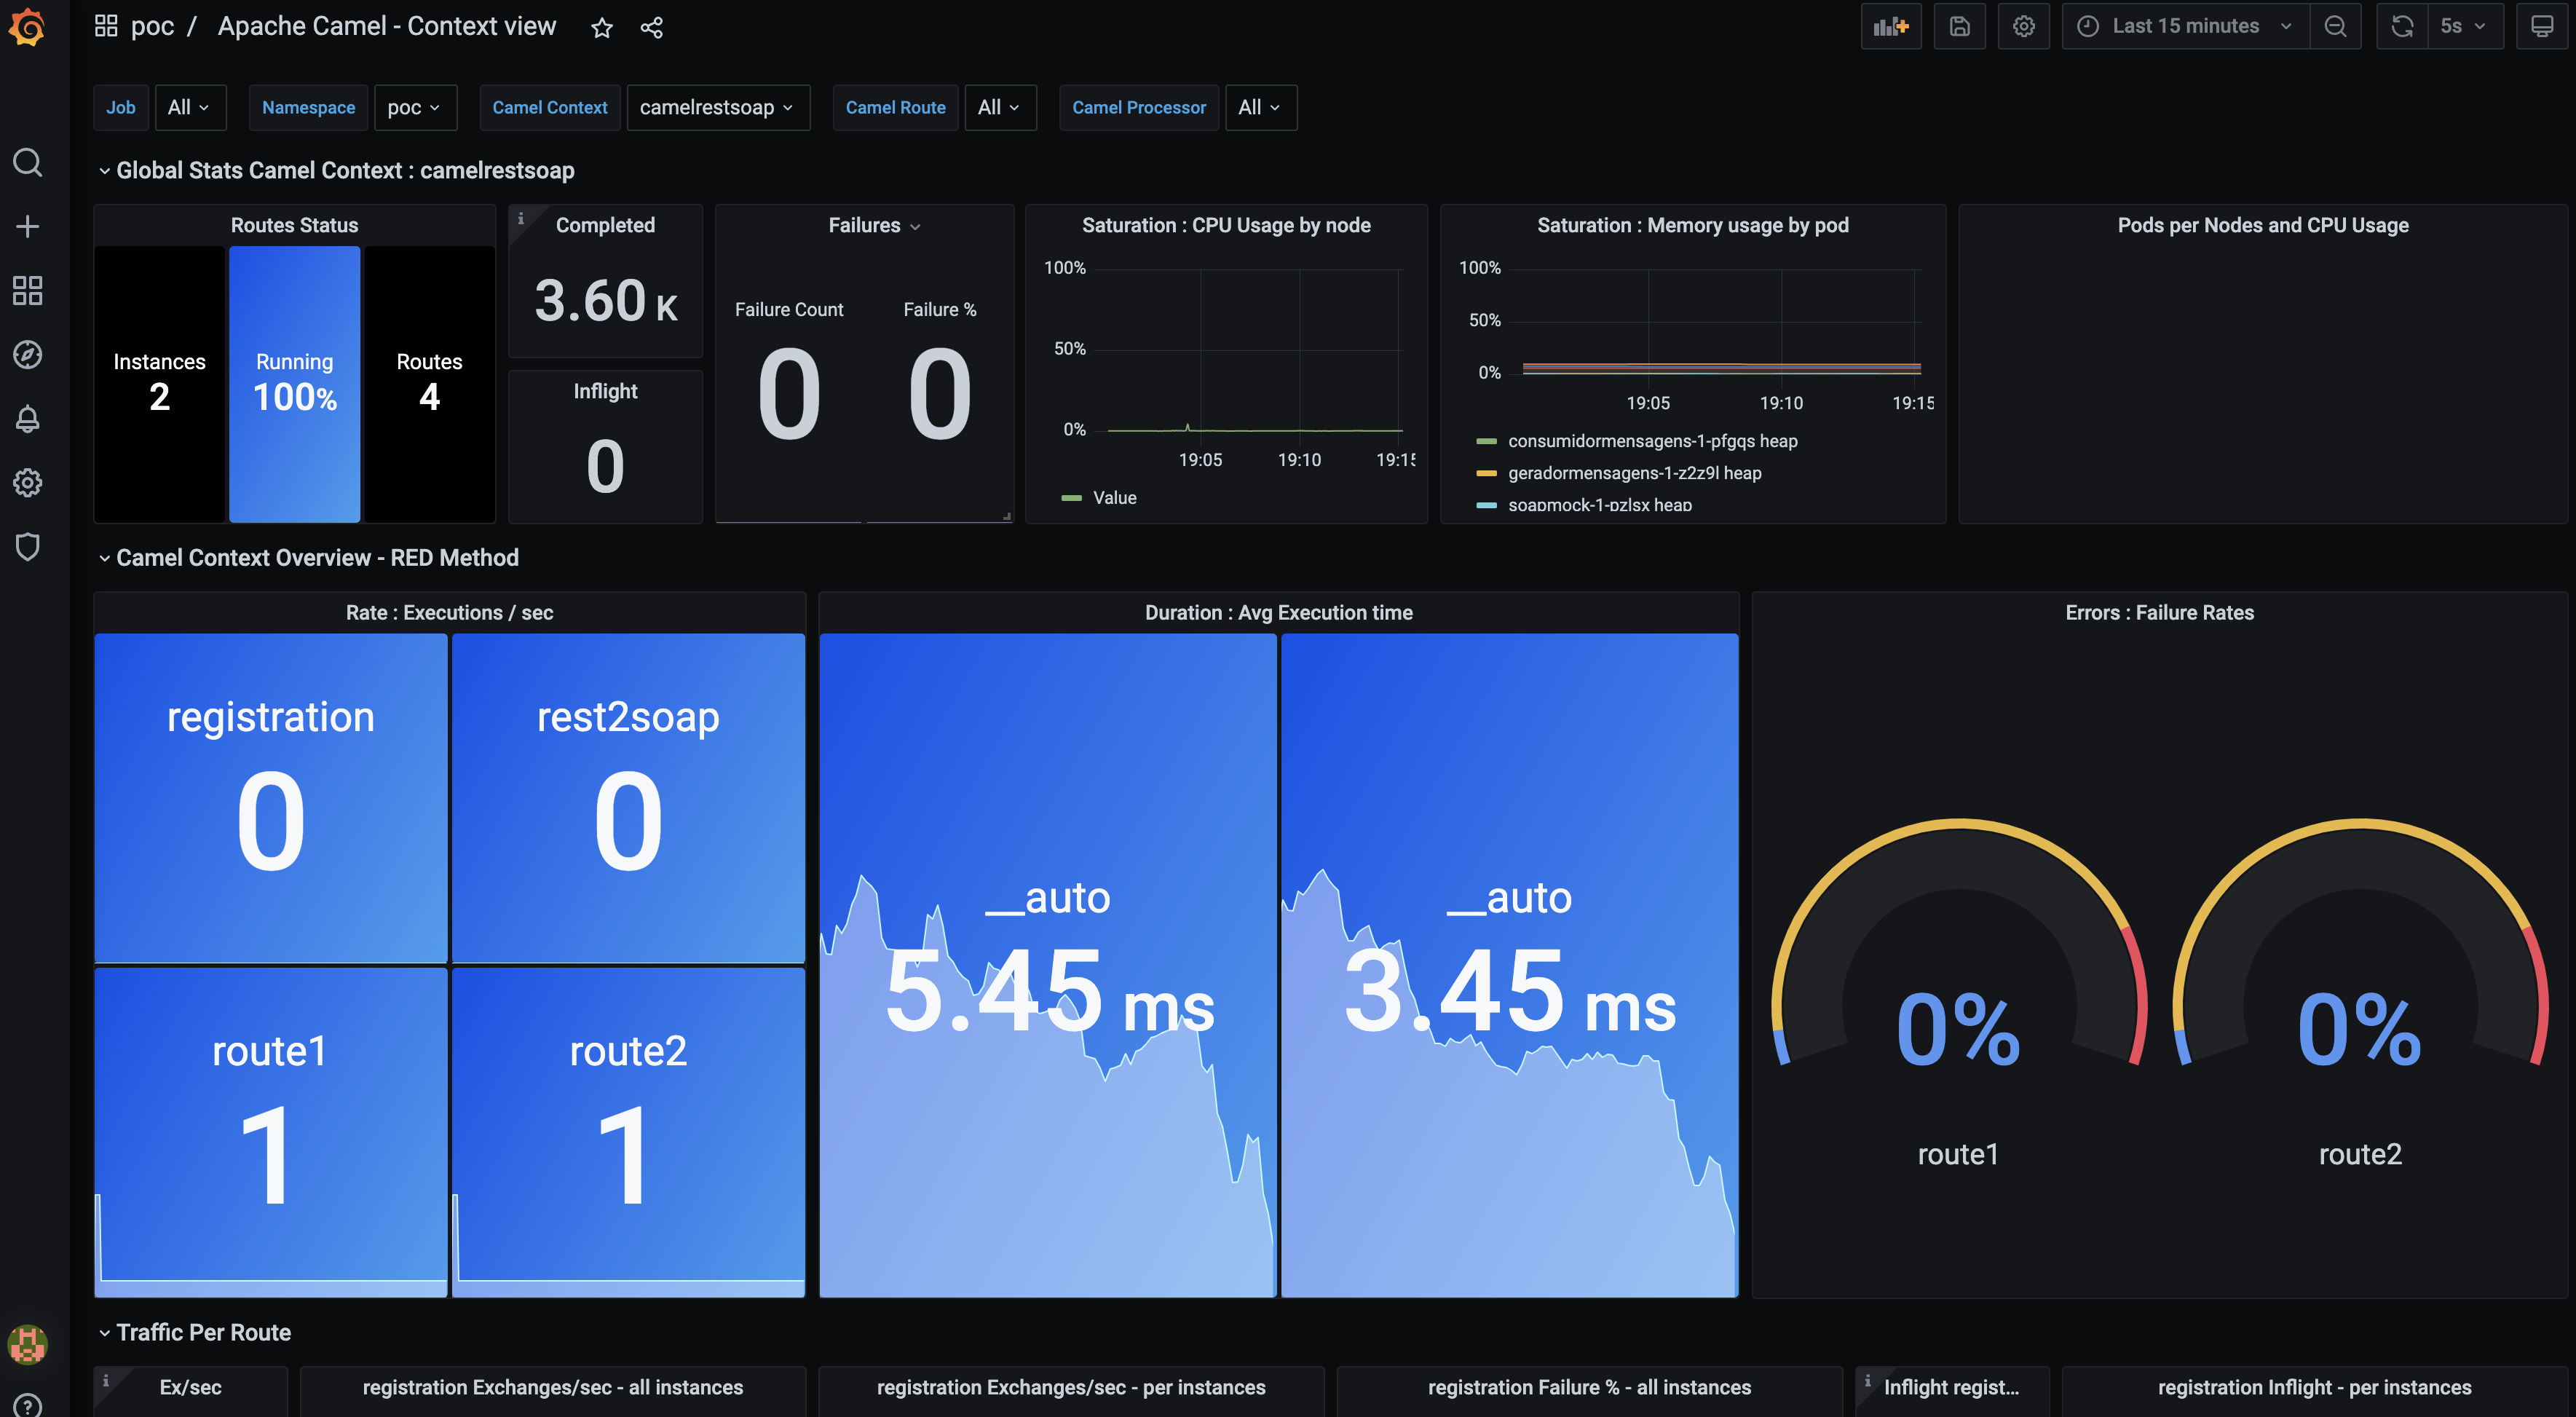 poc / Apache Camel - Context view
Last 15 minutes
5s
Job All Namespace poc Camel Context camelrestsoap Camel Route All Camel Processor All
Global Stats Camel Context : camelrestsoap
Routes Status
Instances
2
Running
100%
Routes
4
Completed
3.60 K
Inflight
0
Failures
Failure Count
0
Failure %
0
Saturation : CPU Usage by node
100%
50%
0%
19:05 19:10 19:15
Value
Saturation : Memory usage by pod
100%
50%
0%
19:05 19:10 19:15
consumidormensagens-1-pfgqs heap
geradormensagens-1-z2z9l heap
soapmock-1-pzlsx heap
Pods per Nodes and CPU Usage
Camel Context Overview - RED Method
Rate : Executions / sec
registration
0
rest2soap
0
route1
1
route2
1
Duration : Avg Execution time
__auto
5.45 ms
__auto
3.45 ms
Errors : Failure Rates
0%
route1
0%
route2
Traffic Per Route
Ex/sec
registration Exchanges/sec - all instances
registration Exchanges/sec - per instances
registration Failure % - all instances
Inflight regist...
registration Inflight - per instances